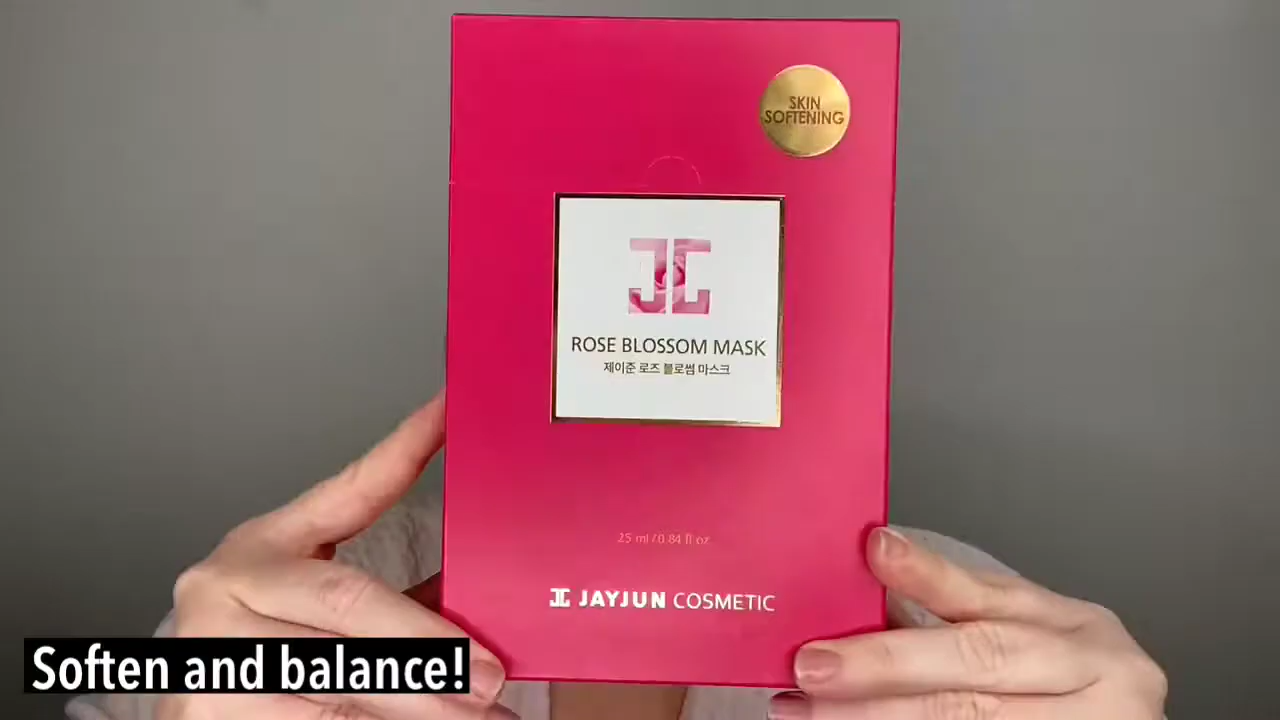 SKIN
SOFTENING
ROSE BLOSSOM MASK
제이준 로즈 블로썸 마스크
25 ml / 0.84 fl oz
JAYJUN COSMETIC
Soften and balance!